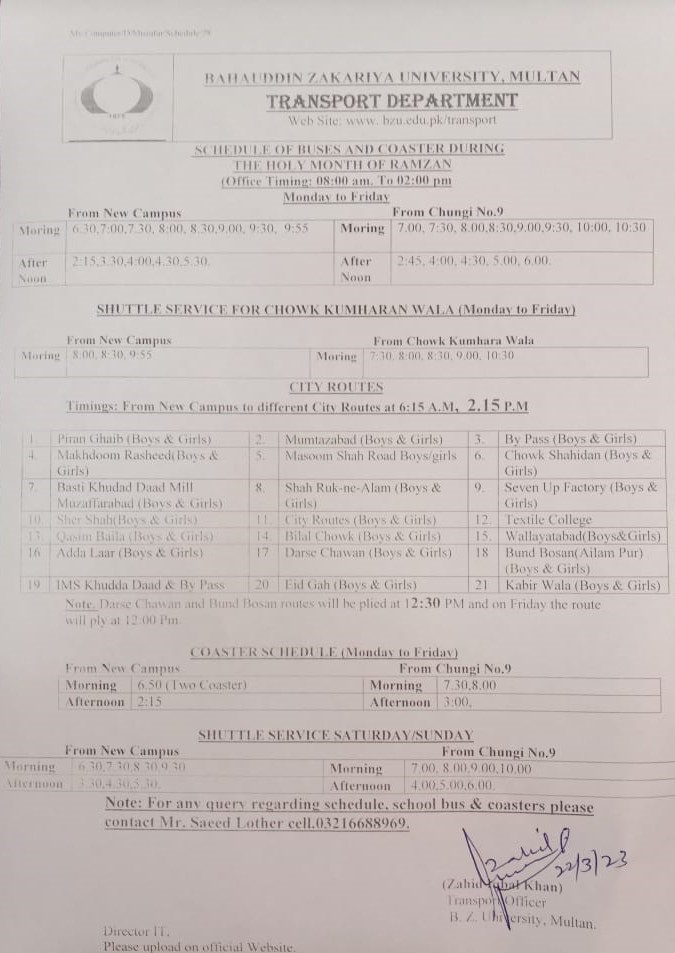 My Computer/D/Muzafar/Schedule/78
1975
BAHAUDDIN ZAKARIYA UNIVERSITY, MULTAN
TRANSPORT DEPARTMENT
Web Site: www. bzu.edu.pk/transport
SCHEDULE OF BUSES AND COASTER DURING
THE HOLY MONTH OF RAMZAN
(Office Timing: 08:00 am. To 02:00 pm
Monday to Friday
From New Campus From Chungi No.9
Moring 6.30,7:00,7.30, 8:00, 8.30,9.00, 9:30, 9:55 Moring 7.00, 7:30, 8.00,8:30,9.00,9:30, 10:00, 10:30
After Noon 2:15,3.30,4:00,4.30,5.30, After Noon 2:45, 4:00, 4:30, 5.00, 6.00.
SHUTTLE SERVICE FOR CHOWK KUMHARAN WALA (Monday to Friday)
From New Campus From Chowk Kumhara Wala
Moring 8:00, 8:30, 9:55 Moring 7:30, 8:00, 8:30, 9.00, 10:30
CITY ROUTES
Timings: From New Campus to different City Routes at 6:15 A.M, 2.15 P.M
1. Piran Ghaib (Boys & Girls) 2. Mumtazabad (Boys & Girls) 3. By Pass (Boys & Girls)
4. Makhdoom Rasheed(Boys & Girls) 5. Masoom Shah Road Boys/girls 6. Chowk Shahidan (Boys & Girls)
7. Basti Khudad Daad Mill Muzaffarabad (Boys & Girls) 8. Shah Ruk-ne-Alam (Boys & Girls) 9. Seven Up Factory (Boys & Girls)
10. Sher Shah(Boys & Girls) 11. City Routes (Boys & Girls) 12. Textile College
13. Qasim Baila (Boys & Girls) 14. Bilal Chowk (Boys & Girls) 15. Wallayatabad(Boys&Girls)
16 Adda Laar (Boys & Girls) 17 Darse Chawan (Boys & Girls) 18 Bund Bosan(Ailam Pur) (Boys & Girls)
19 IMS Khudda Daad & By Pass 20 Eid Gah (Boys & Girls) 21 Kabir Wala (Boys & Girls)
Note. Darse Chawan and Bund Bosan routes will be plied at 12:30 PM and on Friday the route
will ply at 12:00 Pm.
COASTER SCHEDULE (Monday to Friday)
From New Campus From Chungi No.9
Morning 6.50 (Two Coaster) Morning 7.30,8.00
Afternoon 2:15 Afternoon 3:00,
SHUTTLE SERVICE SATURDAY/SUNDAY
From New Campus From Chungi No.9
Morning 6.30,7.30,8.30,9.30 Morning 7.00, 8.00,9.00,10.00
Afternoon 3.30,4.30,5.30. Afternoon 4.00,5.00,6.00.
Note: For any query regarding schedule, school bus & coasters please
contact Mr. Saeed Lother cell.03216688969.
22/3/23
(Zahid Iqbal Khan)
Transport Officer
B. Z. University, Multan.
Director IT,
Please upload on official Website.